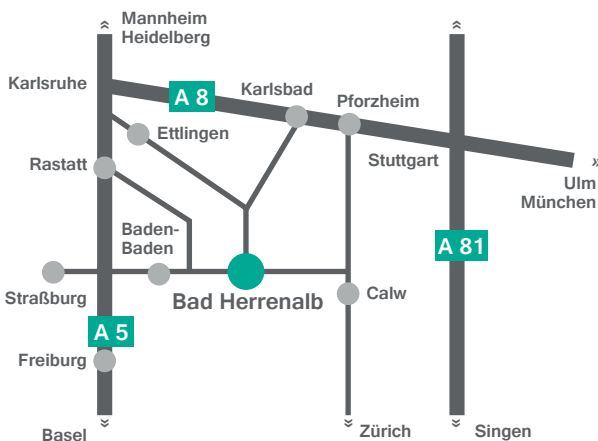 Mannheim
Heidelberg
Karlsruhe
A 8
Karlsbad
Pforzheim
Ettlingen
Rastatt
Stuttgart
Ulm
München
Baden-
Baden
A 81
Straßburg
Bad Herrenalb
Calw
A 5
Freiburg
Basel
Zürich
Singen